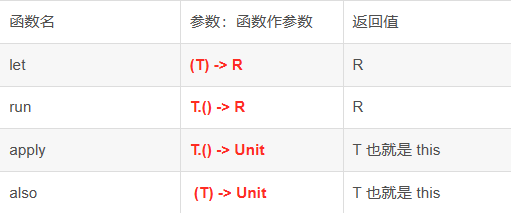 函数名 参数：函数作参数 返回值
let (T) -> R R
run T.() -> R R
apply T.() -> Unit T 也就是 this
also (T) -> Unit T 也就是 this